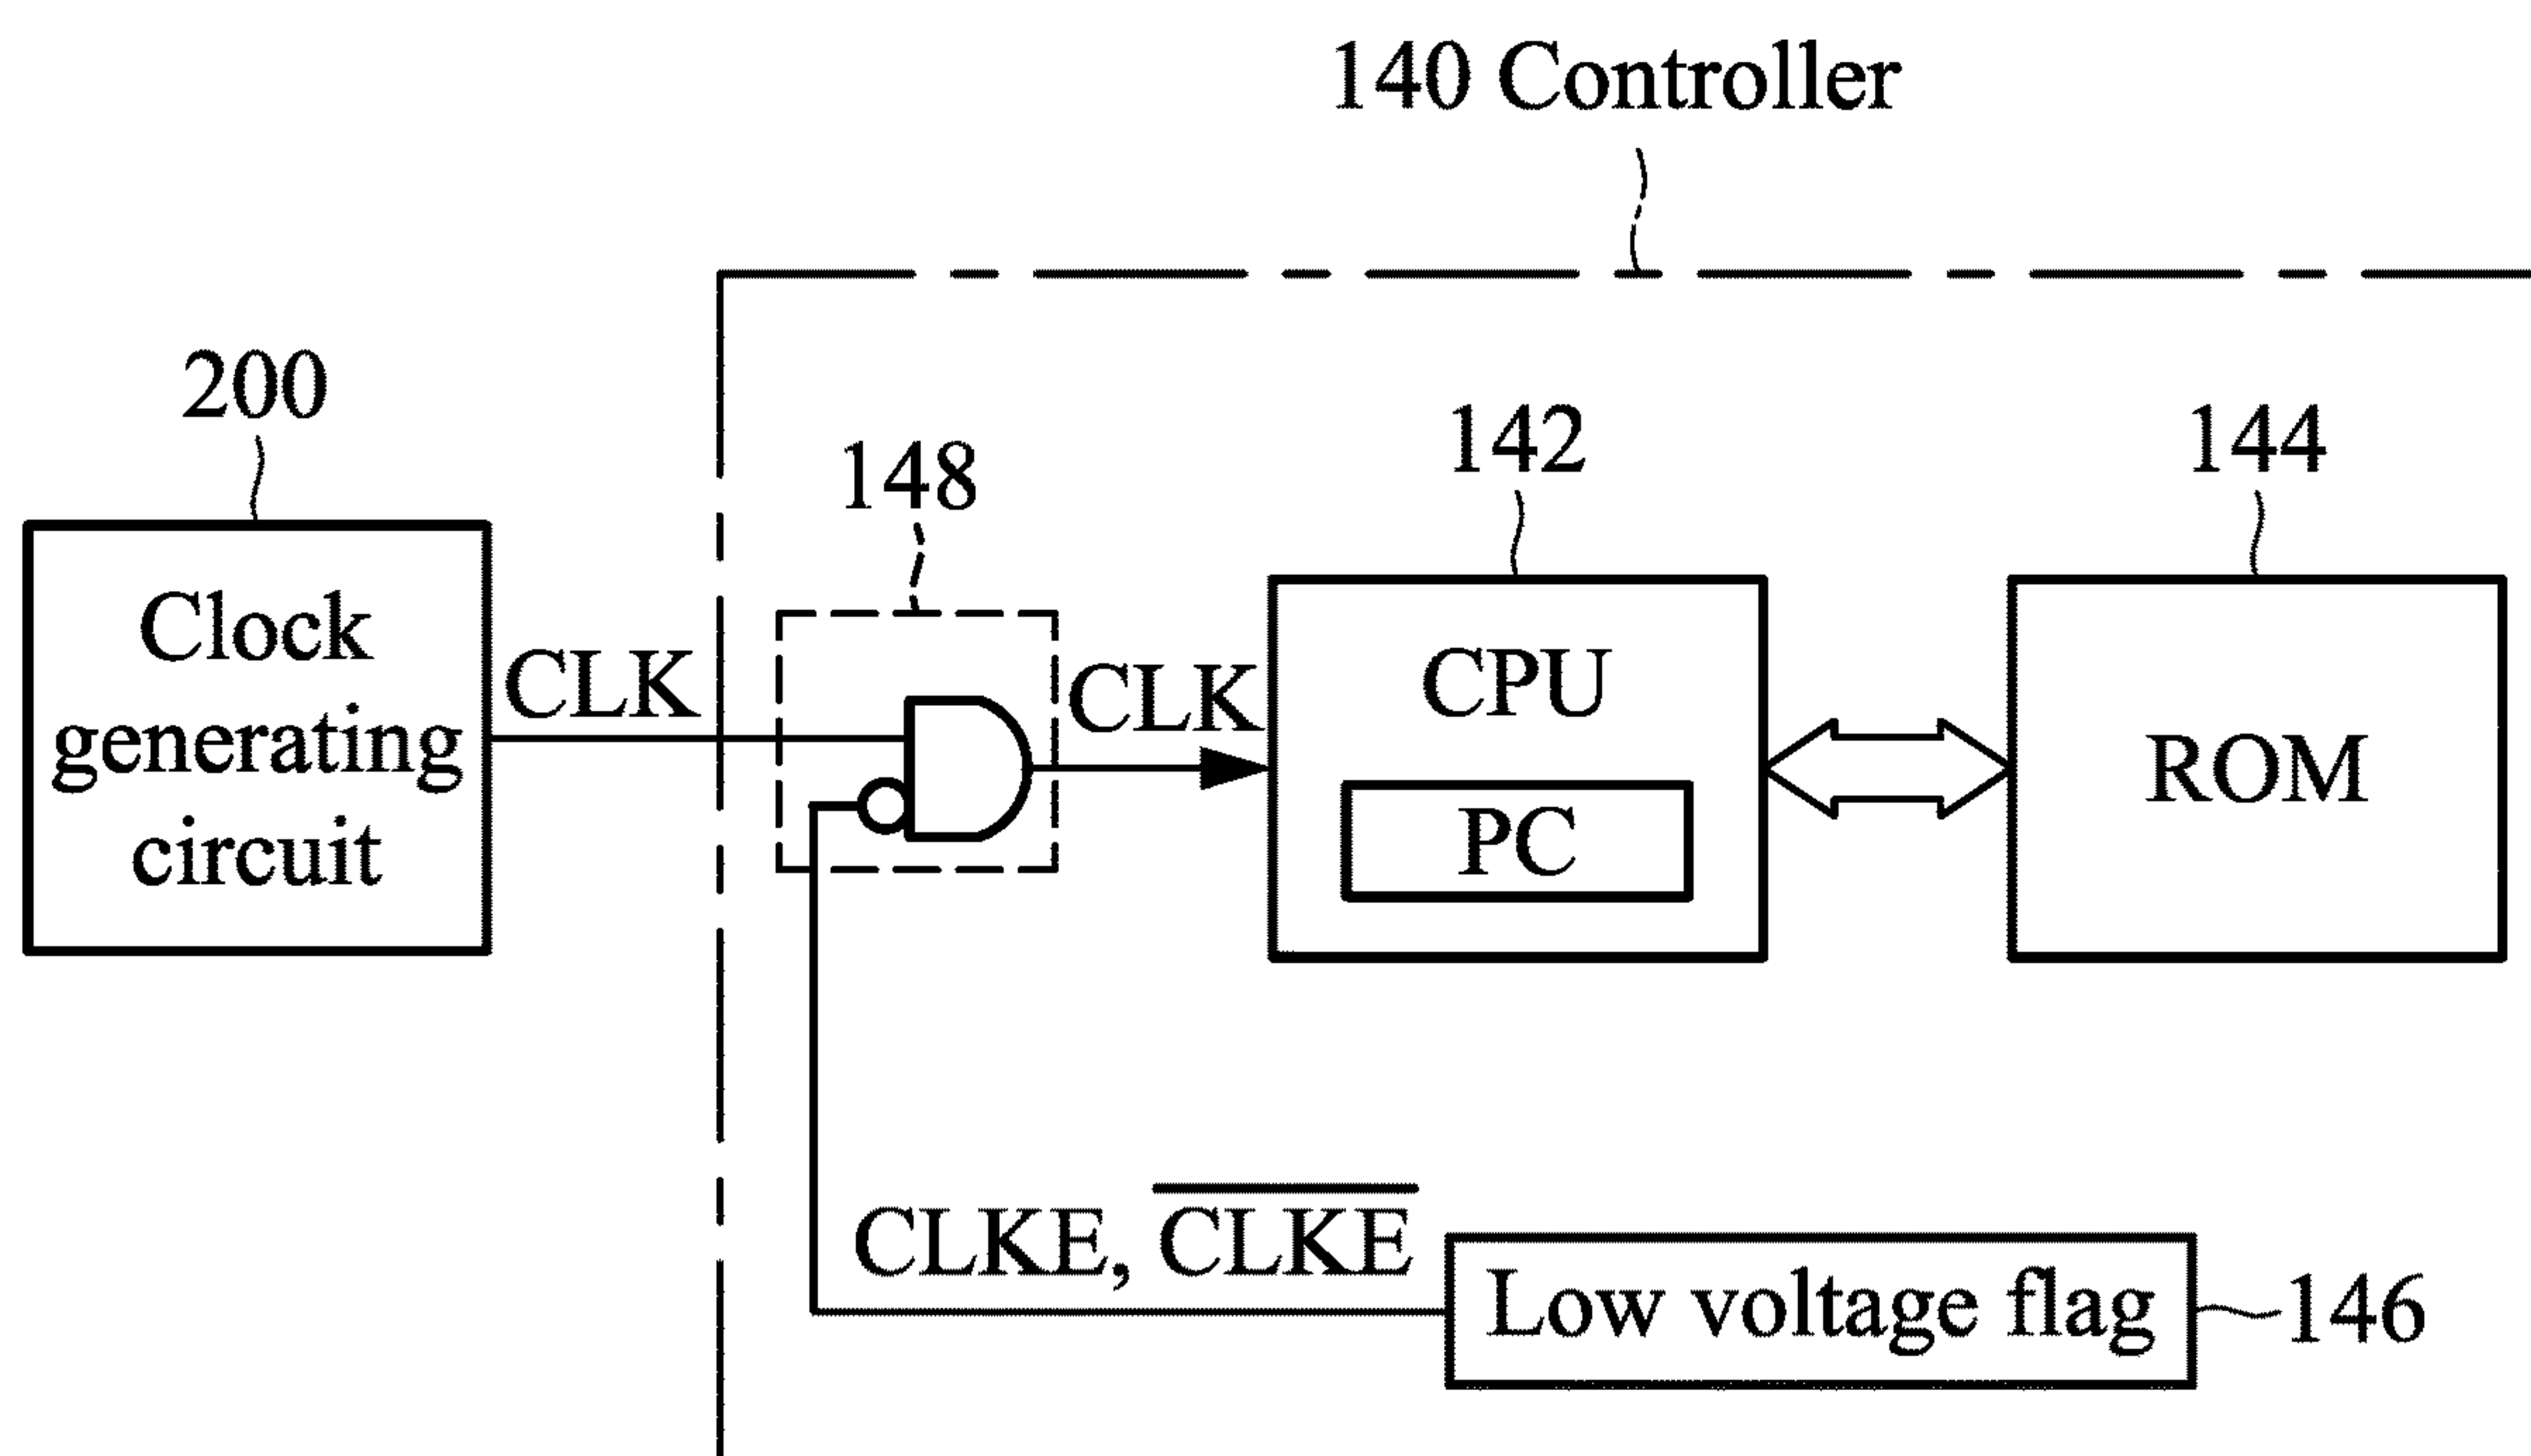 140 Controller
200
148
142
144
Clock
generating
circuit
CLK
CLK
CPU
PC
ROM
CLKE, C̅L̅K̅E̅
Low voltage flag
146